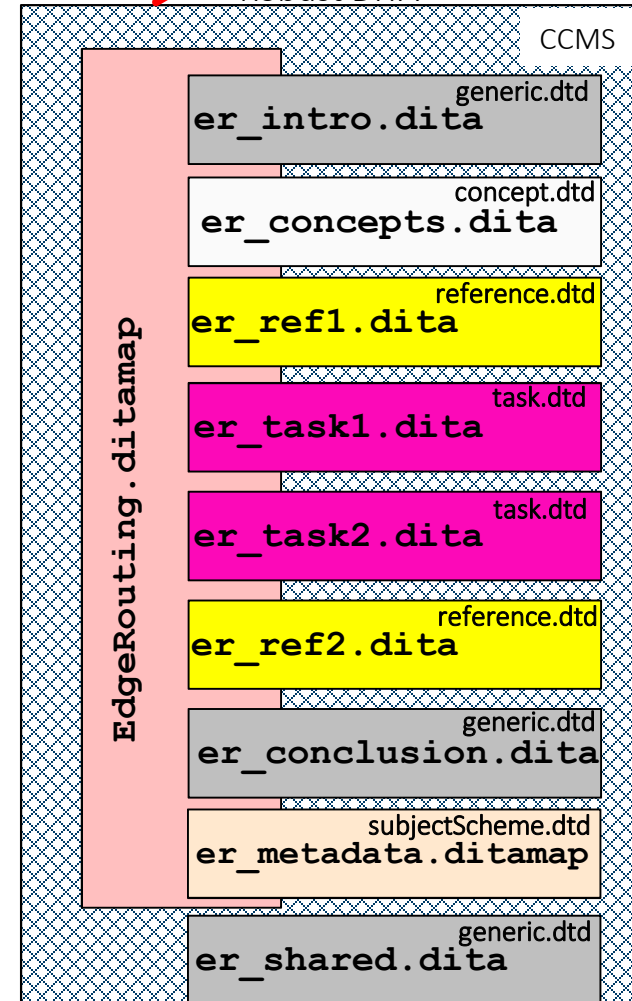 CCMS
EdgeRouting.ditamap
generic.dtd
er_intro.dita
concept.dtd
er_concepts.dita
reference.dtd
er_ref1.dita
task.dtd
er_task1.dita
task.dtd
er_task2.dita
reference.dtd
er_ref2.dita
generic.dtd
er_conclusion.dita
subjectScheme.dtd
er_metadata.ditamap
generic.dtd
er_shared.dita